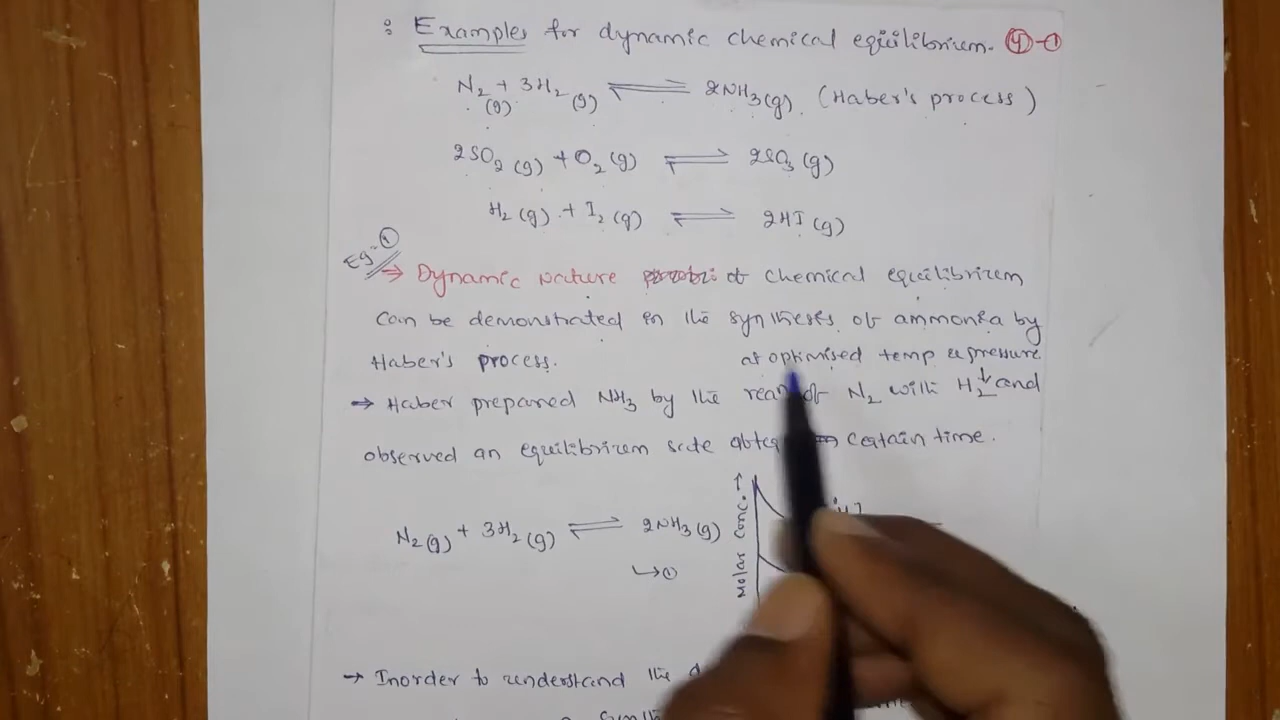 : Examples for dynamic chemical equilibrium. 4-1
N2(g) + 3H2(g) ⇌ 2NH3(g). (Haber's process)
2SO2(g) + O2(g) ⇌ 2SO3(g)
H2(g) + I2(g) ⇌ 2HI(g)
Eg-1
→ Dynamic nature of chemical equilibrium
can be demonstrated in the synthesis of ammonia by
Haber's process.
at optimised temp & pressure
→ Haber prepared NH3 by the reaⁿ of N2 with H2 and
observed an equilibrium state after certain time.
N2(g) + 3H2(g) ⇌ 2NH3(g)
↳1
Molar Conc. →
→ Inorder to understand the